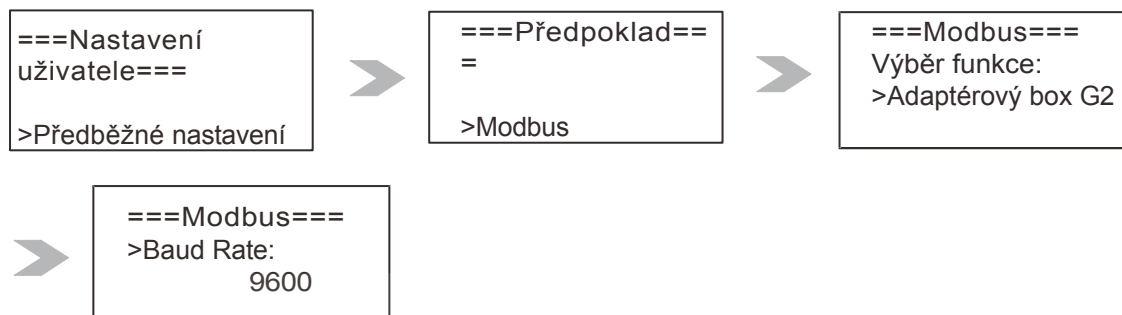 ===Nastavení
uživatele===
>Předběžné nastavení
===Předpoklad==
=
>Modbus
===Modbus===
Výběr funkce:
>Adaptérový box G2
===Modbus===
>Baud Rate:
9600